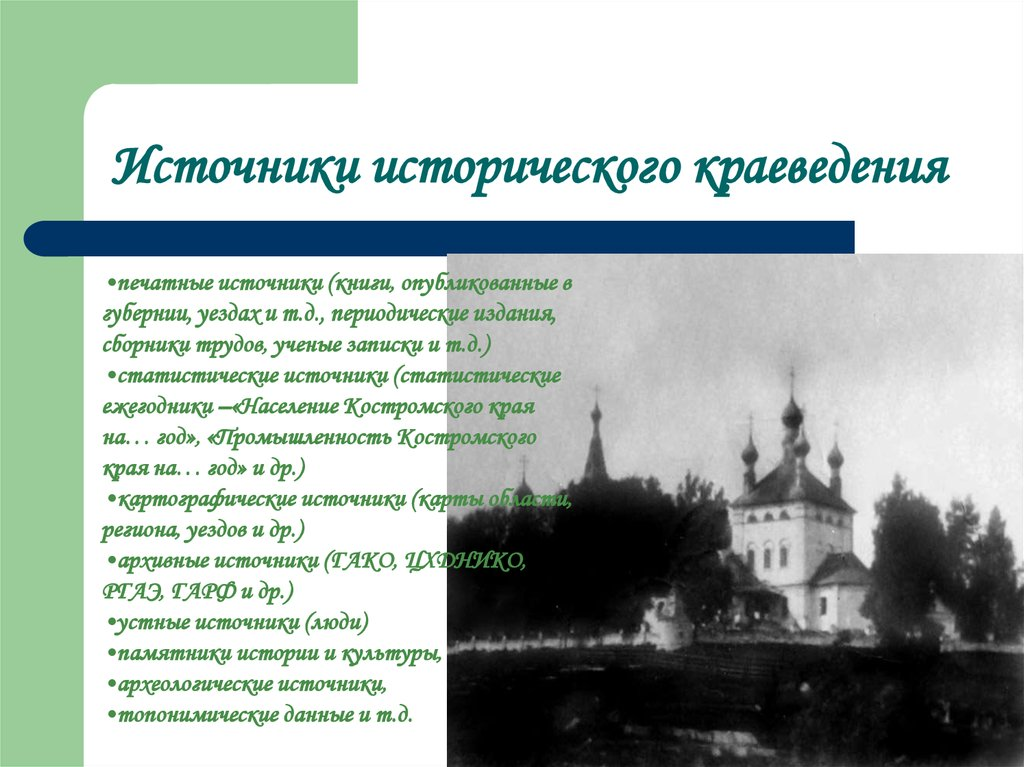 Источники исторического краеведения
•печатные источники (книги, опубликованные в
губернии, уездах и т.д., периодические издания,
сборники трудов, ученые записки и т.д.)
•статистические источники (статистические
ежегодники –«Население Костромского края
на… год», «Промышленность Костромского
края на… год» и др.)
•картографические источники (карты области,
региона, уездов и др.)
•архивные источники (ГАКО, ЦХДНИКО,
РГАЭ, ГАРФ и др.)
•устные источники (люди)
•памятники истории и культуры,
•археологические источники,
•топонимические данные и т.д.